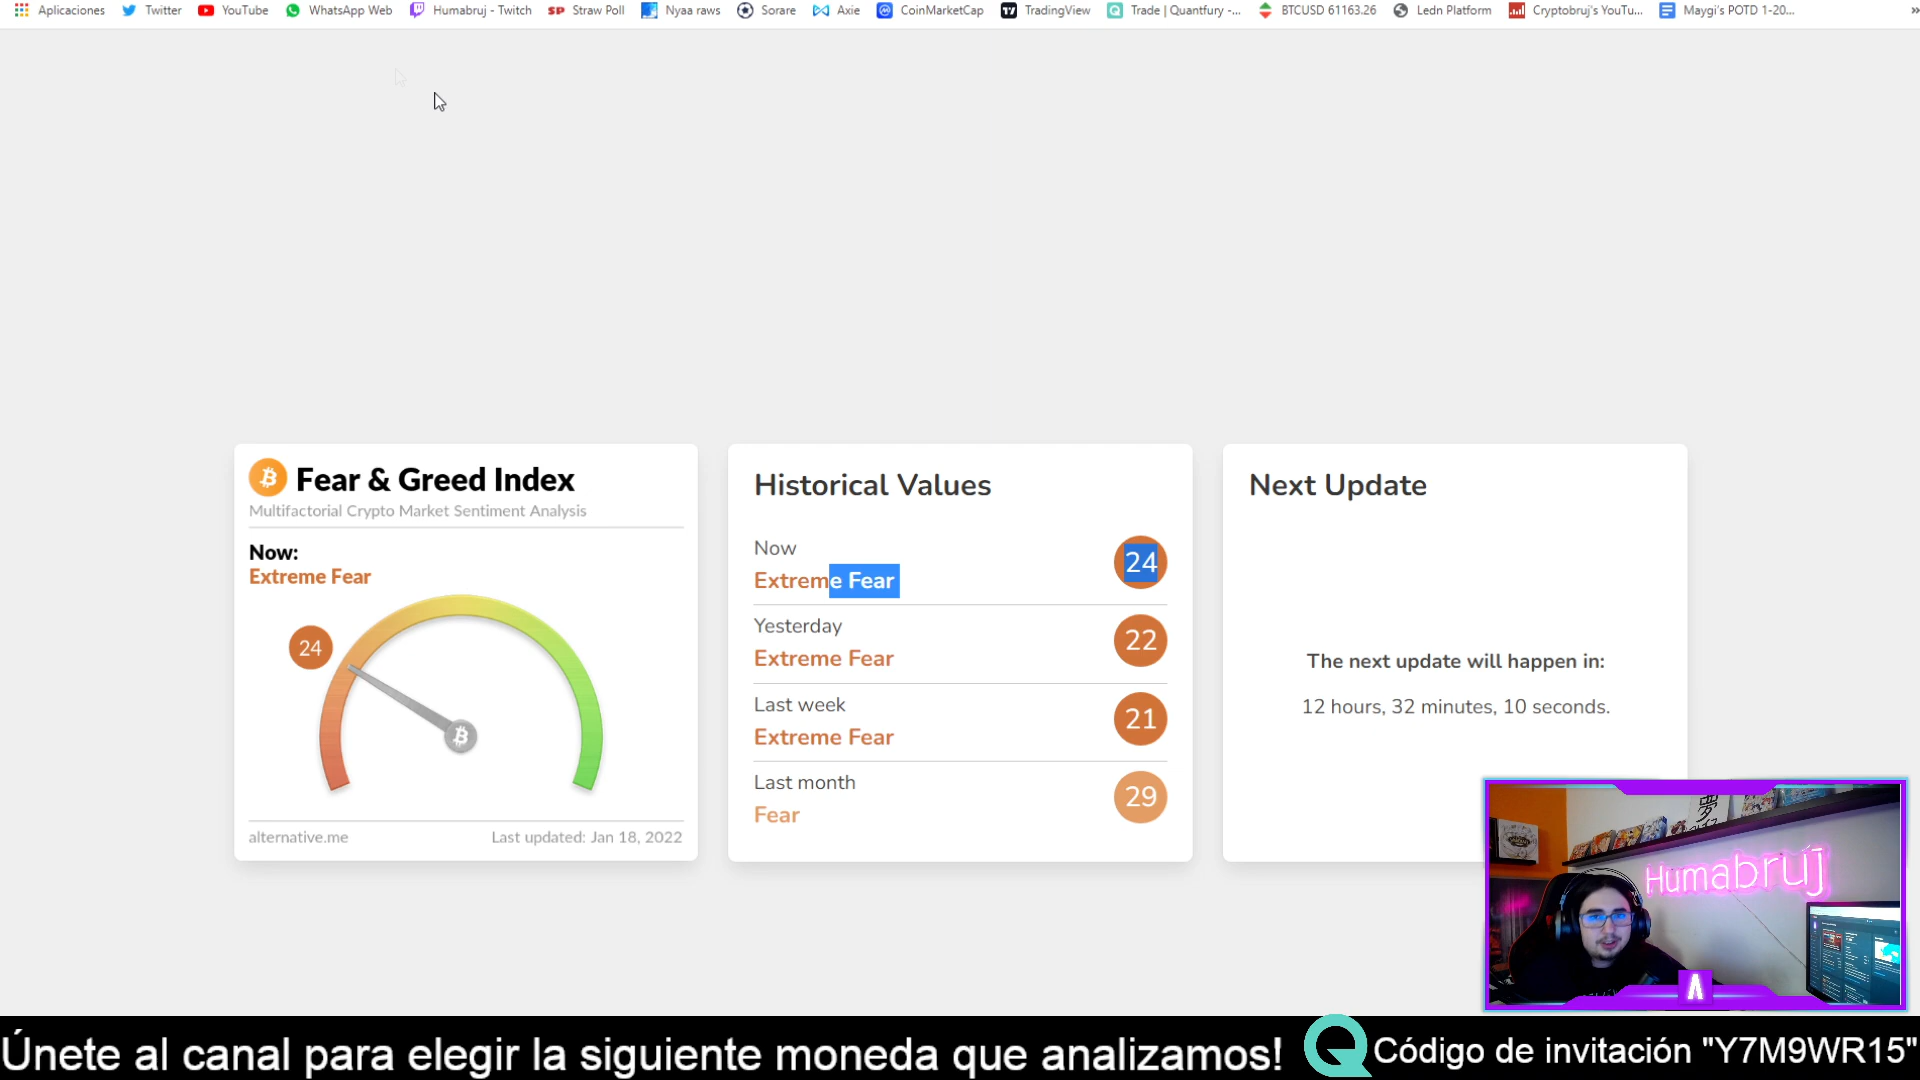 Aplicaciones Twitter YouTube WhatsApp Web Humabruj - Twitch SP Straw Poll Nyaa raws Sorare Axie CoinMarketCap TradingView Trade | Quantfury -... BTCUSD 61163.26 Ledn Platform Cryptobruj's YouTu... Maygi's POTD 1-20... »
Fear & Greed Index
Multifactorial Crypto Market Sentiment Analysis
Now:
Extreme Fear
24
alternative.me Last updated: Jan 18, 2022
Historical Values
Now
Extreme Fear 24
Yesterday
Extreme Fear 22
Last week
Extreme Fear 21
Last month
Fear 29
Next Update
The next update will happen in:
12 hours, 32 minutes, 10 seconds.
Humabruj
Únete al canal para elegir la siguiente moneda que analizamos! Código de invitación "Y7M9WR15"